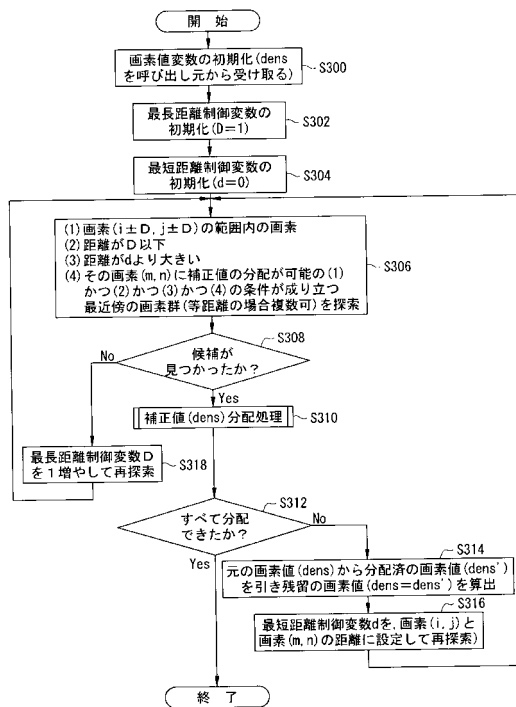 開 始
画素値変数の初期化(dens
を呼び出し元から受け取る)
S300
最長距離制御変数の
初期化(D=1)
S302
最短距離制御変数の
初期化(d=0)
S304
(1) 画素(i±D, j±D)の範囲内の画素
(2) 距離がD以下
(3) 距離がdより大きい
(4) その画素(m,n)に補正値の分配が可能の(1)
かつ(2)かつ(3)かつ(4)の条件が成り立つ
最近傍の画素群(等距離の場合複数可)を探索
S306
候補が
見つかったか?
S308
No
Yes
補正値(dens)分配処理
S310
最長距離制御変数D
を1増やして再探索
S318
すべて分配
できたか?
S312
No
Yes
S314
元の画素値(dens)から分配済の画素値(dens')
を引き残留の画素値(dens=dens')を算出
S316
最短距離制御変数dを,画素(i,j)と
画素(m,n)の距離に設定して再探索)
終 了